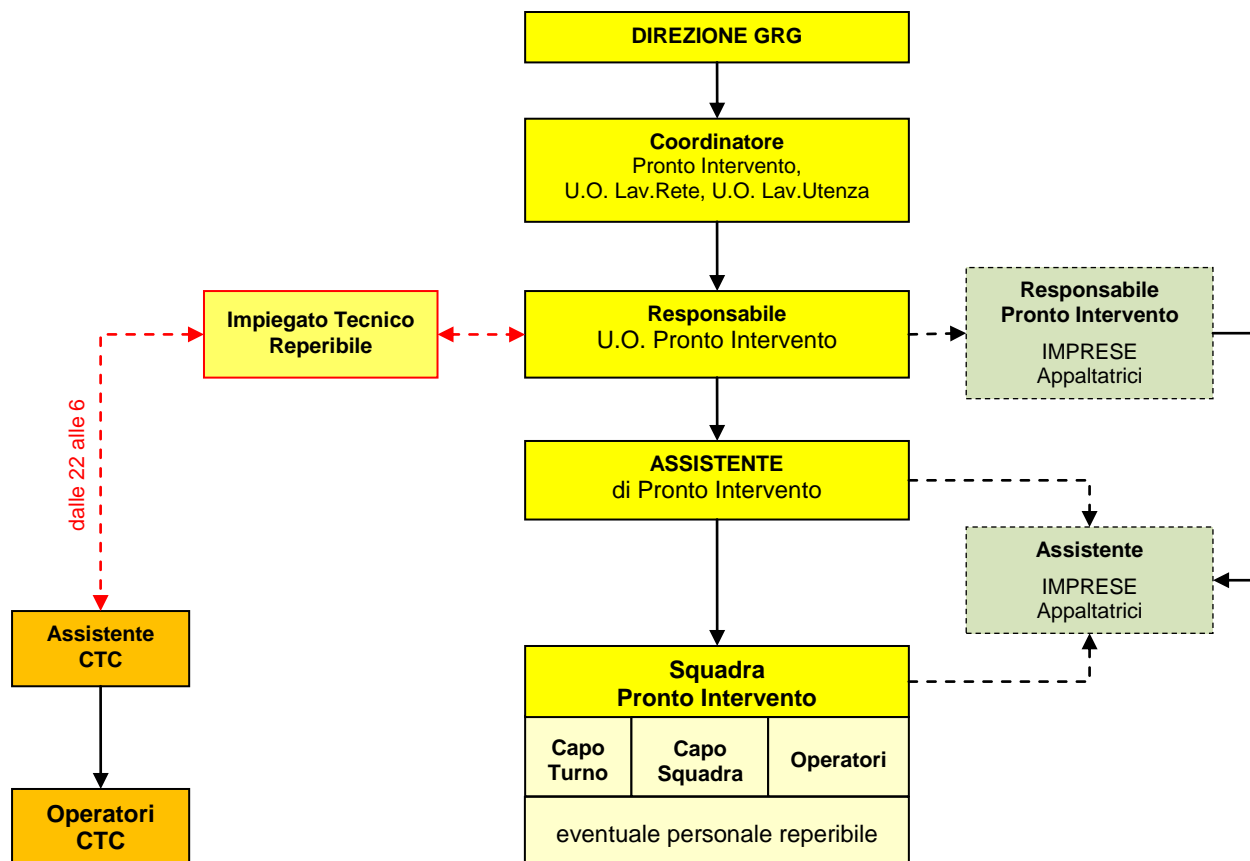 DIREZIONE GRG
Coordinatore
Pronto Intervento,
U.O. Lav.Rete, U.O. Lav.Utenza
Impiegato Tecnico
Reperibile
Responsabile
U.O. Pronto Intervento
Responsabile
Pronto Intervento
IMPRESE
Appaltatrici
dalle 22 alle 6
ASSISTENTE
di Pronto Intervento
Assistente
IMPRESE
Appaltatrici
Assistente
CTC
Squadra
Pronto Intervento
Capo
Turno
Capo
Squadra
Operatori
Operatori
CTC
eventuale personale reperibile